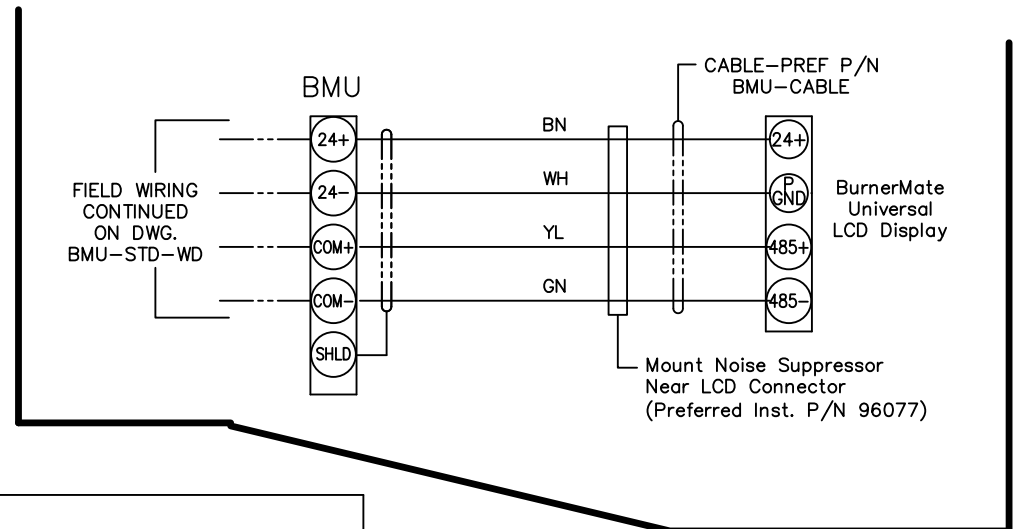 CABLE-PREF P/N
BMU-CABLE
BMU
BN
24+
24+
FIELD WIRING
CONTINUED
ON DWG.
BMU-STD-WD
WH
24-
P
GND
BurnerMate
Universal
LCD Display
YL
COM+
485+
GN
COM-
485-
SHLD
Mount Noise Suppressor
Near LCD Connector
(Preferred Inst. P/N 96077)